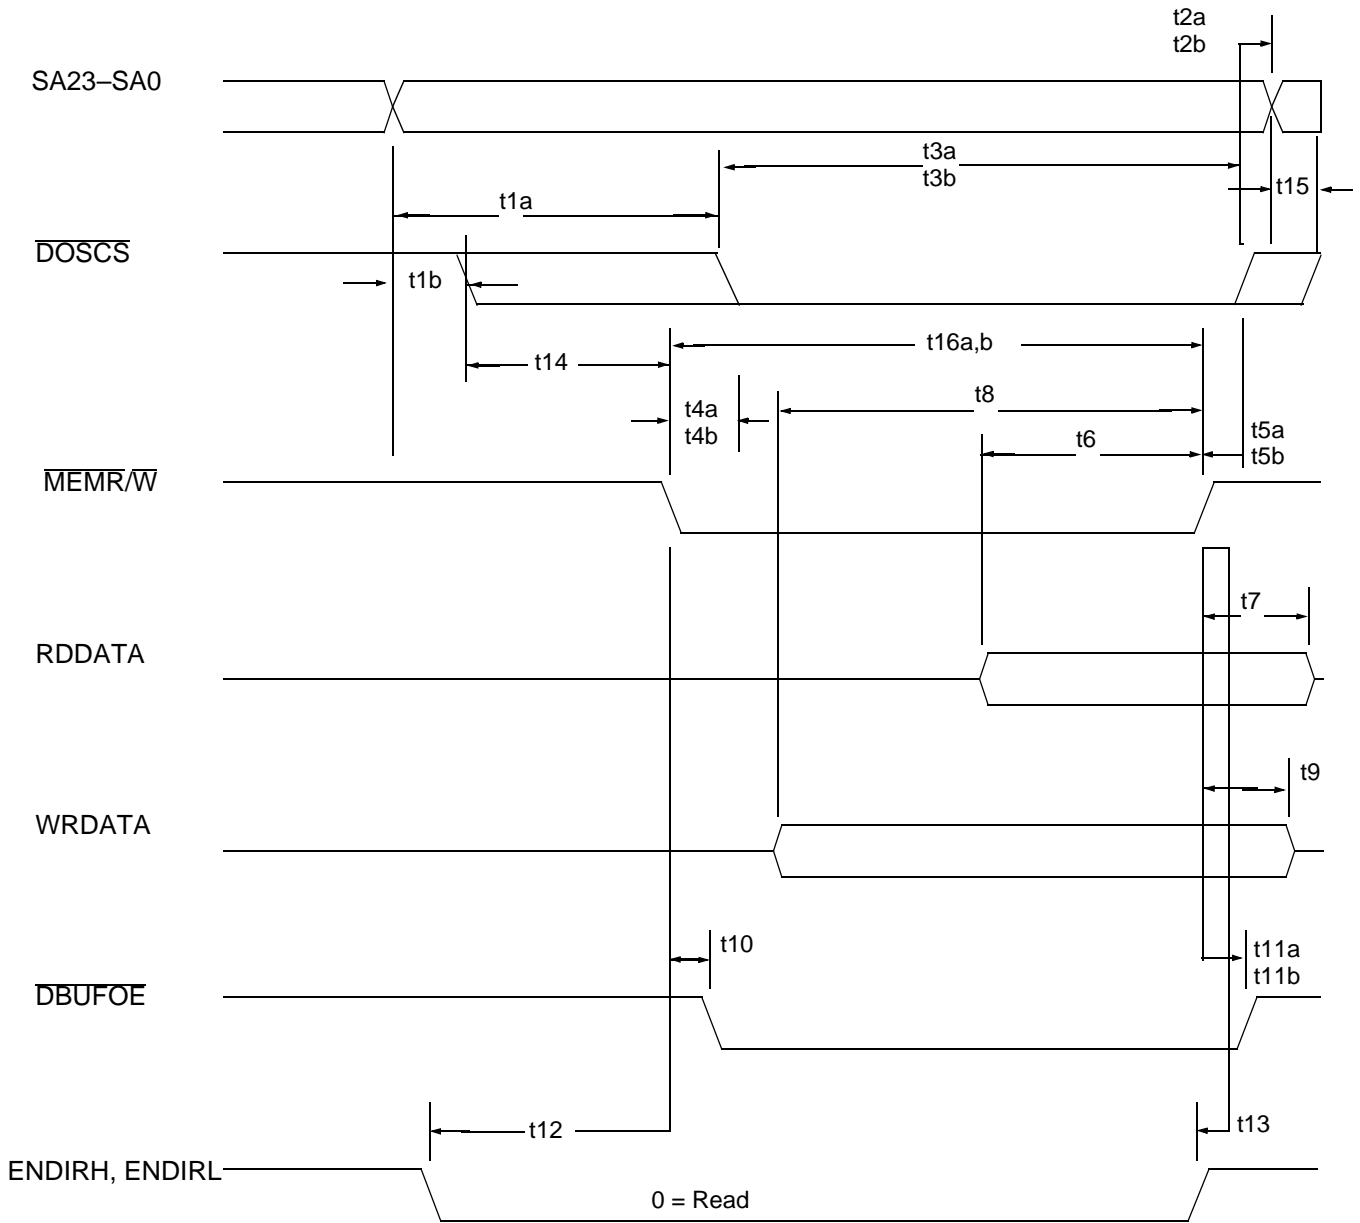 t2a
t2b
SA23–SA0
t3a
t3b
t15
t1a
DOSCS
t1b
t16a,b
t14
t8
t4a
t4b
t6
t5a
t5b
MEMR/W
t7
RDDATA
t9
WRDATA
t10
t11a
t11b
DBUFOE
t12
t13
ENDIRH, ENDIRL
0 = Read